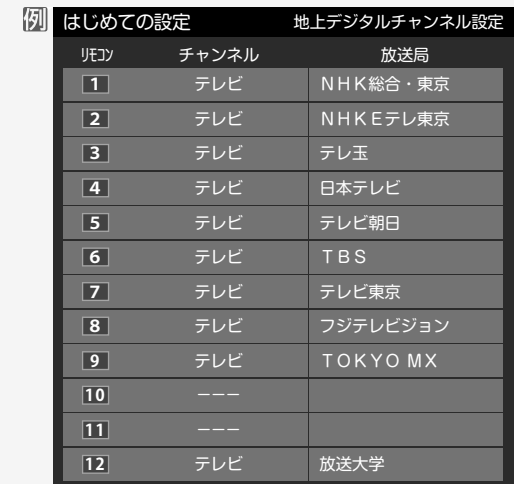 例 はじめての設定 地上デジタルチャンネル設定
リモコン チャンネル 放送局
1 テレビ NHK総合・東京
2 テレビ NHKEテレ東京
3 テレビ テレ玉
4 テレビ 日本テレビ
5 テレビ テレビ朝日
6 テレビ TBS
7 テレビ テレビ東京
8 テレビ フジテレビジョン
9 テレビ TOKYO MX
10 −−−
11 −−−
12 テレビ 放送大学